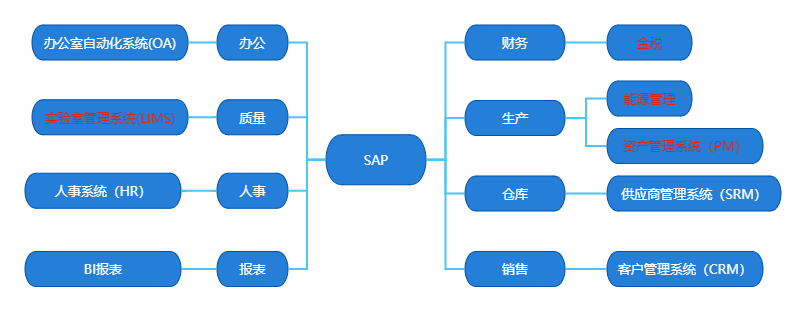 办公室自动化系统(OA)
办公
实验室管理系统(LIMS)
质量
人事系统（HR）
人事
BI报表
报表
SAP
财务
金税
生产
能源管理
资产管理系统（PM）
仓库
供应商管理系统（SRM）
销售
客户管理系统（CRM）